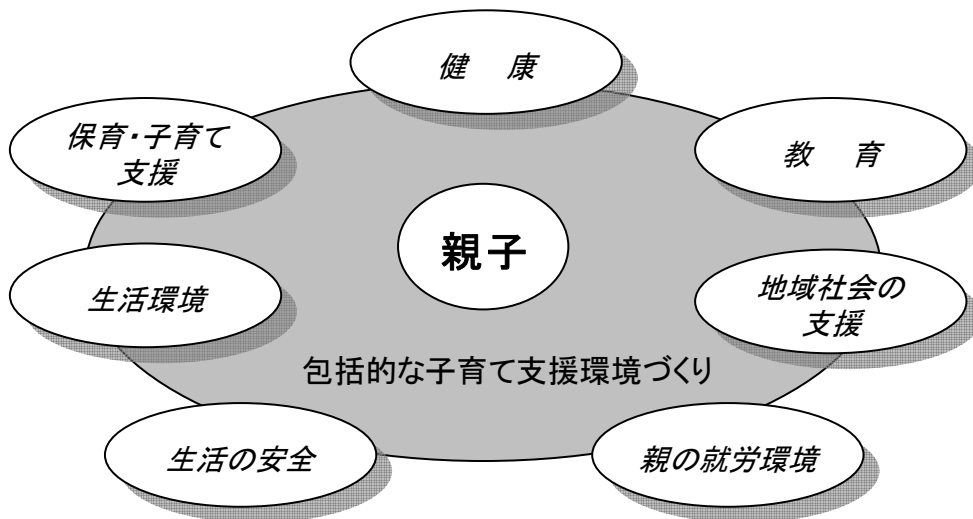 健　康
保育・子育て
支援
教　育
親子
生活環境
地域社会の
支援
包括的な子育て支援環境づくり
生活の安全
親の就労環境